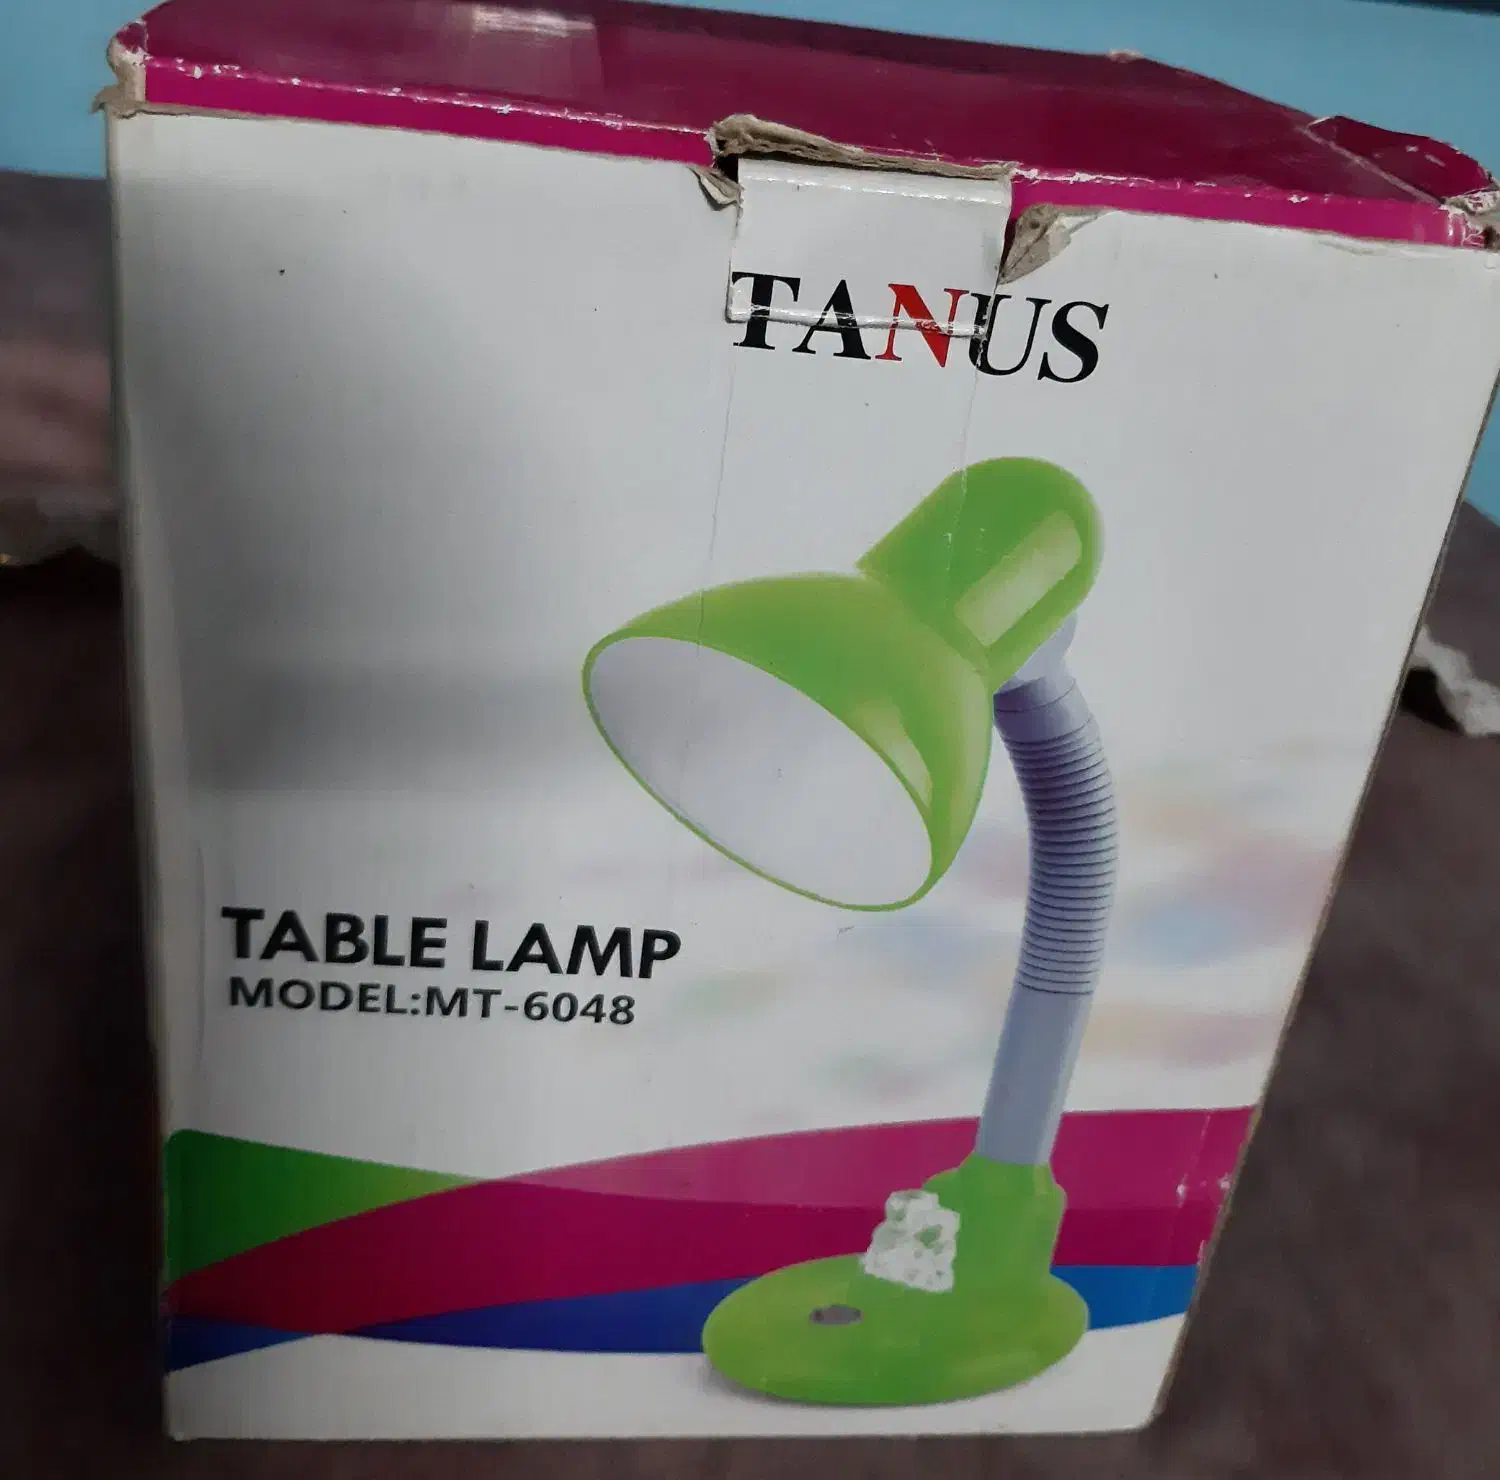 TANUS
TABLE LAMP
MODEL:MT-6048